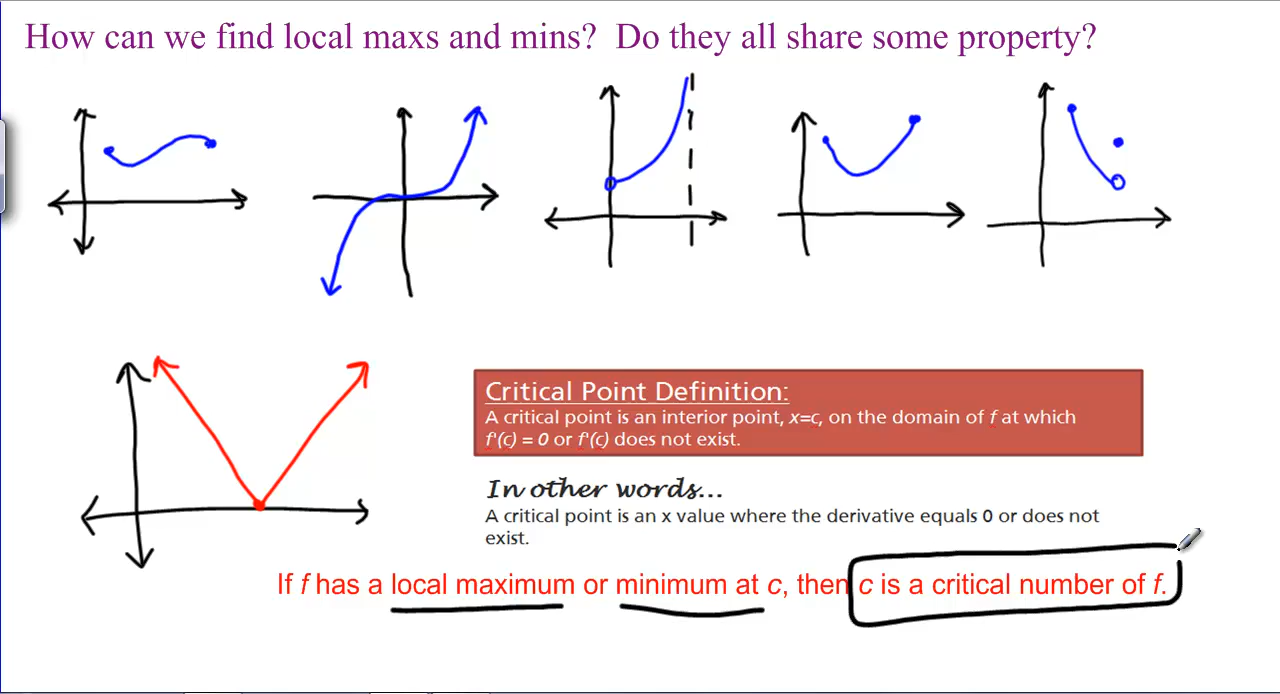 How can we find local maxs and mins?  Do they all share some property?
Critical Point Definition:
A critical point is an interior point, x=c, on the domain of f at which
f'(c) = 0 or f'(c) does not exist.
In other words...
A critical point is an x value where the derivative equals 0 or does not
exist.
If f has a local maximum or minimum at c, then c is a critical number of f.